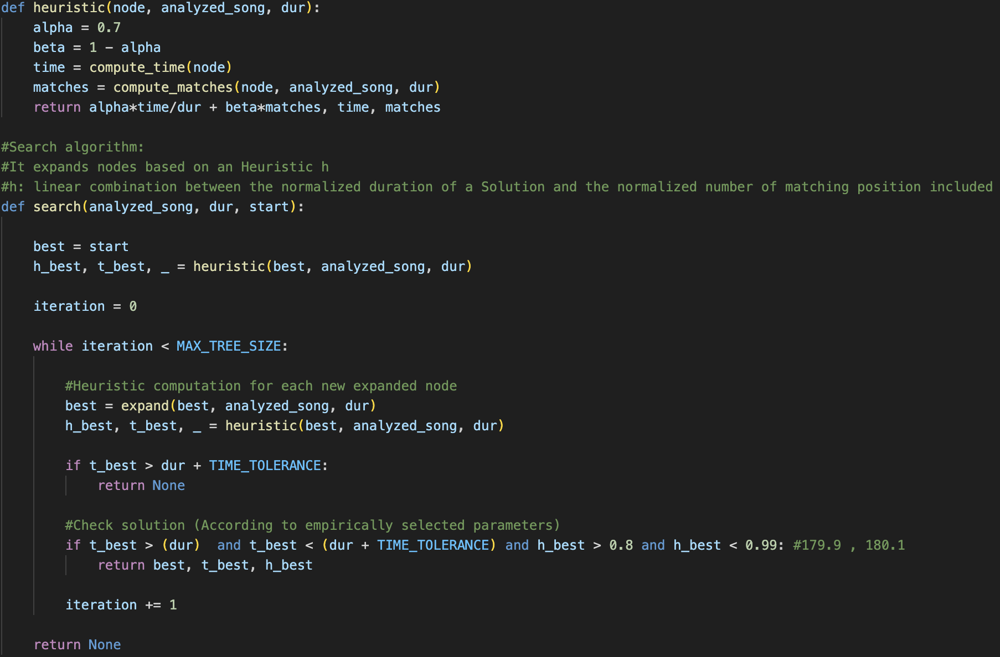 def heuristic(node, analyzed_song, dur):
    alpha = 0.7
    beta = 1 - alpha
    time = compute_time(node)
    matches = compute_matches(node, analyzed_song, dur)
    return alpha*time/dur + beta*matches, time, matches
#Search algorithm:
#It expands nodes based on an Heuristic h
#h: linear combination between the normalized duration of a Solution and the normalized number of matching position included
def search(analyzed_song, dur, start):
    best = start
    h_best, t_best, _ = heuristic(best, analyzed_song, dur)
    iteration = 0
    while iteration < MAX_TREE_SIZE:
        #Heuristic computation for each new expanded node
        best = expand(best, analyzed_song, dur)
        h_best, t_best, _ = heuristic(best, analyzed_song, dur)
        if t_best > dur + TIME_TOLERANCE:
            return None
        #Check solution (According to empirically selected parameters)
        if t_best > (dur)  and t_best < (dur + TIME_TOLERANCE) and h_best > 0.8 and h_best < 0.99: #179.9 , 180.1
            return best, t_best, h_best
        iteration += 1
    return None